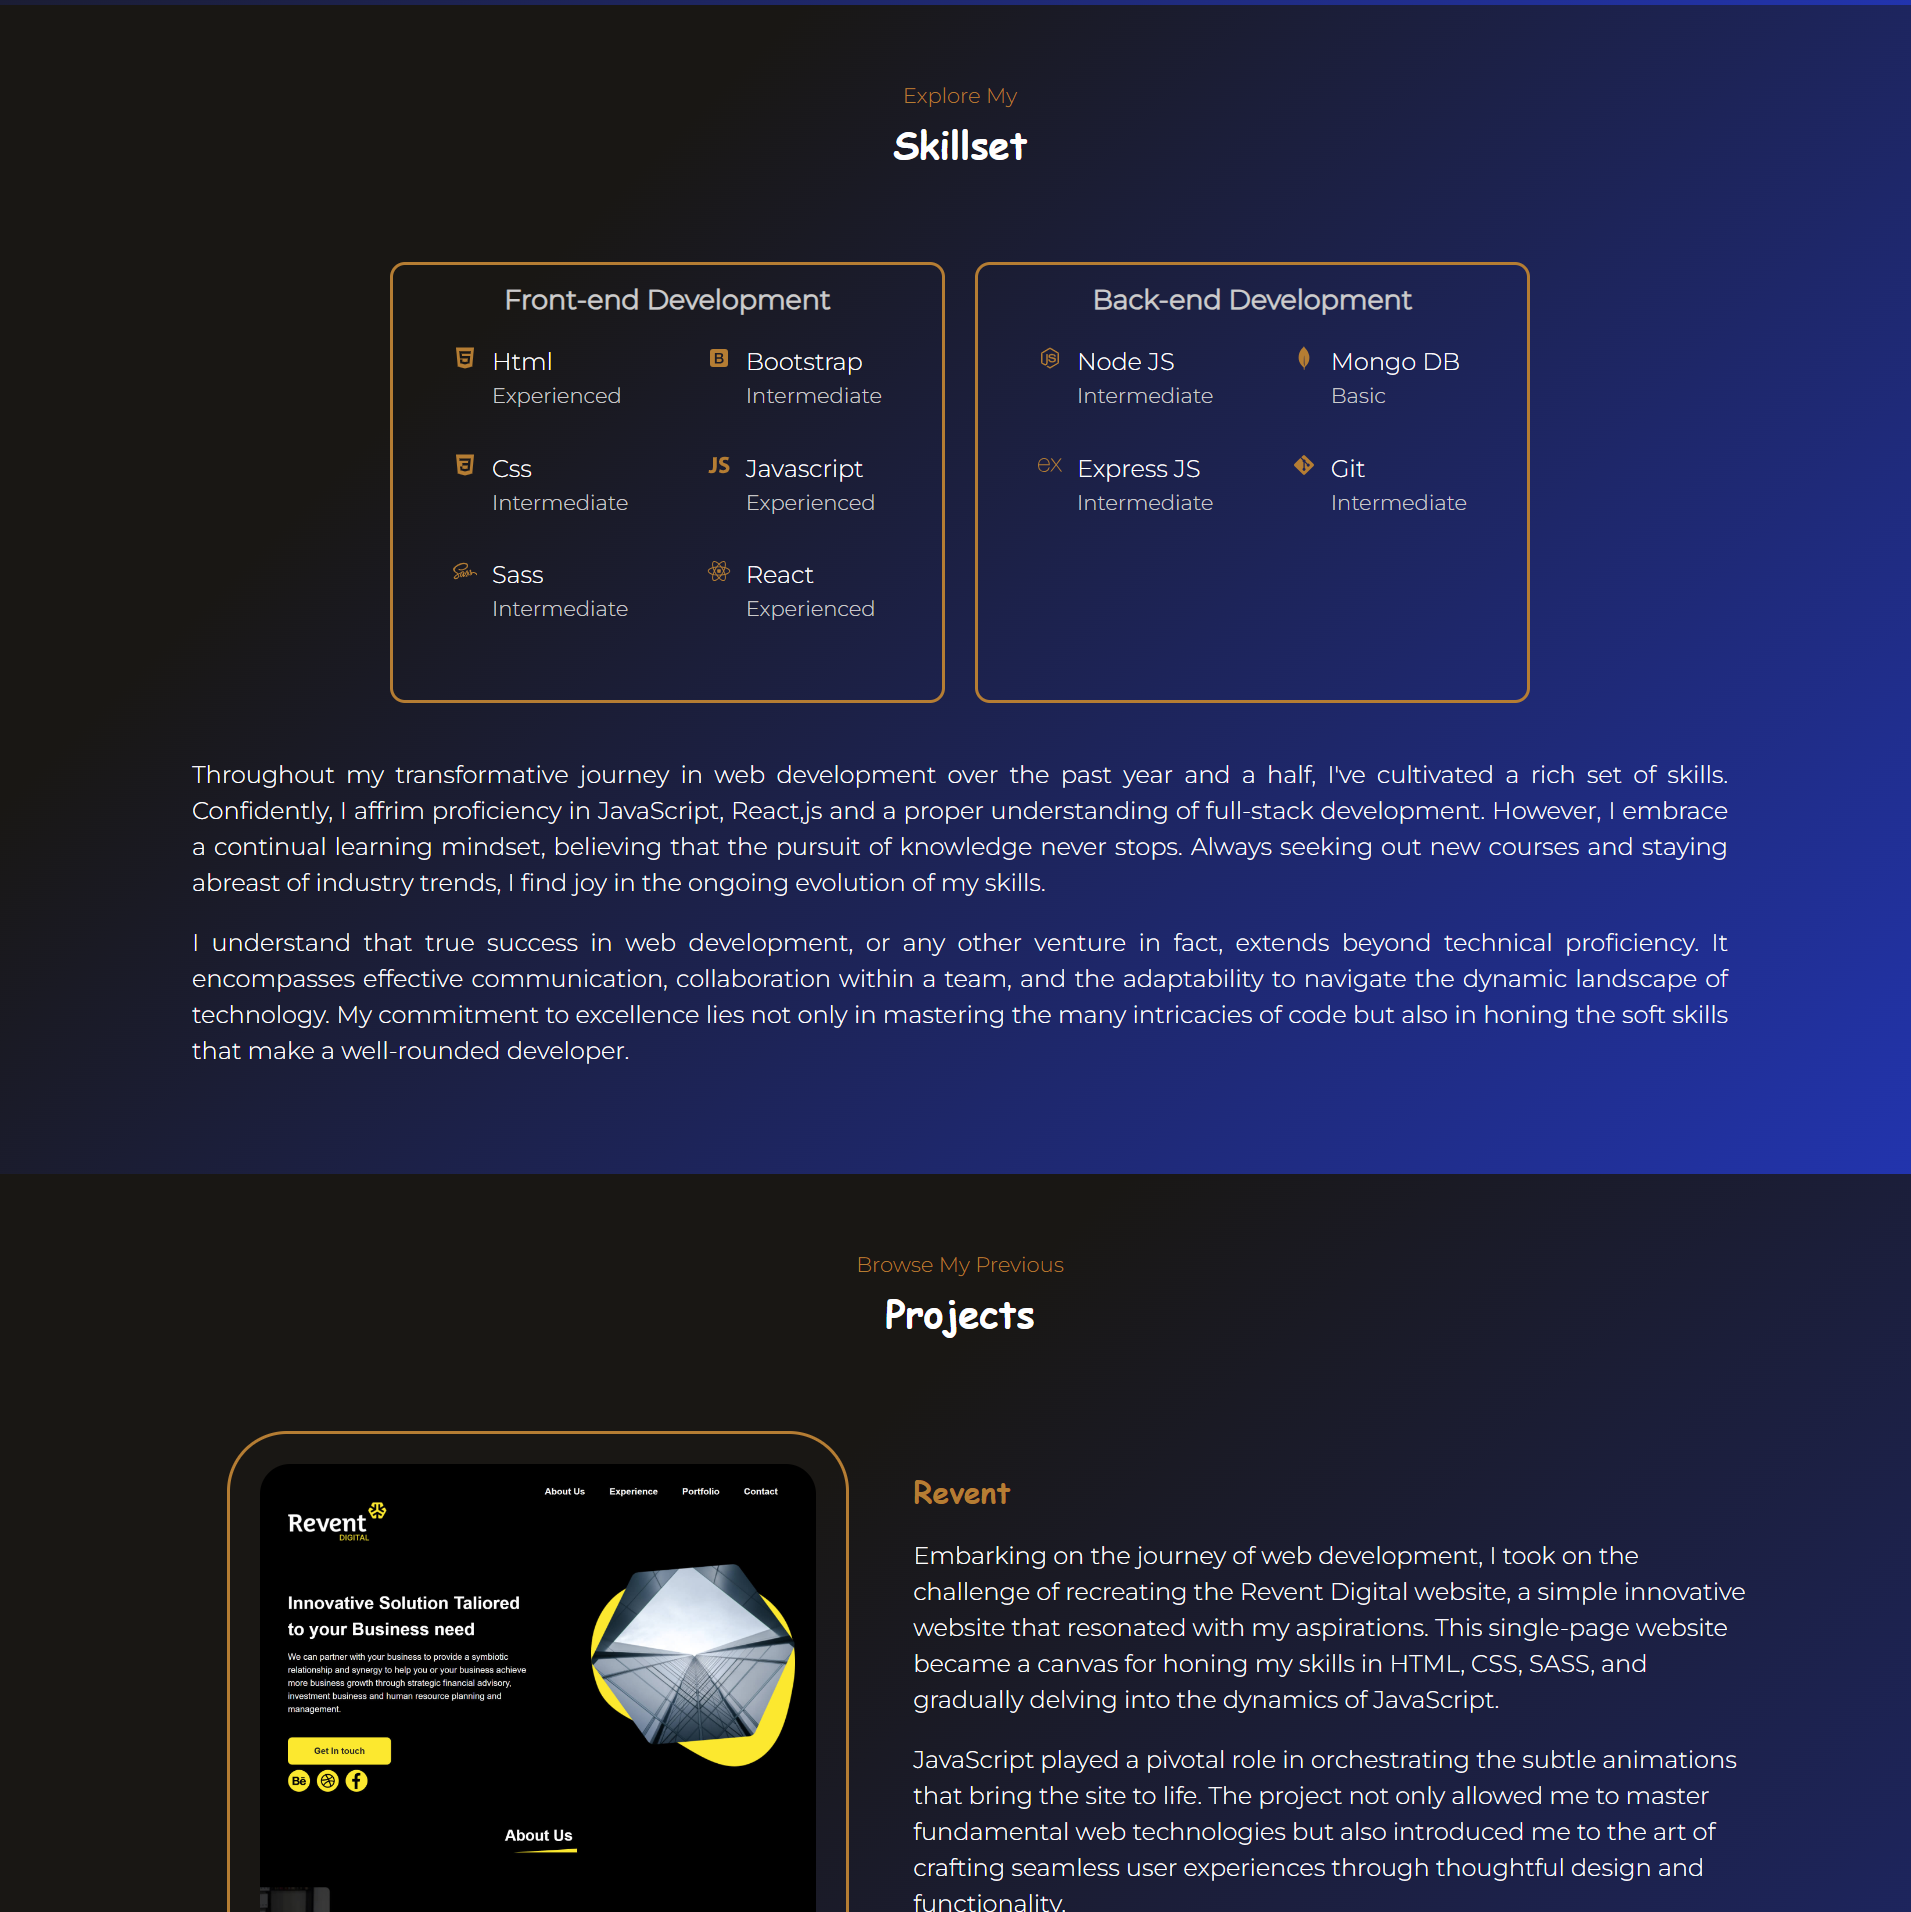 Explore My
Skillset
Front-end Development
Html
Experienced
Bootstrap
Intermediate
Css
Intermediate
JS
Javascript
Experienced
Sass
Sass
Intermediate
React
Experienced
Back-end Development
Node JS
Intermediate
Mongo DB
Basic
ex
Express JS
Intermediate
Git
Intermediate
Throughout my transformative journey in web development over the past year and a half, I've cultivated a rich set of skills.
Confidently, I affrim proficiency in JavaScript, React,js and a proper understanding of full-stack development. However, I embrace
a continual learning mindset, believing that the pursuit of knowledge never stops. Always seeking out new courses and staying
abreast of industry trends, I find joy in the ongoing evolution of my skills.
I understand that true success in web development, or any other venture in fact, extends beyond technical proficiency. It
encompasses effective communication, collaboration within a team, and the adaptability to navigate the dynamic landscape of
technology. My commitment to excellence lies not only in mastering the many intricacies of code but also in honing the soft skills
that make a well-rounded developer.
Browse My Previous
Projects
About Us Experience Portfolio Contact
Revent
DIGITAL
Innovative Solution Taliored
to your Business need
We can partner with your business to provide a symbiotic
relationship and synergy to help you or your business achieve
more business growth through strategic financial advisory,
investment business and human resource planning and
management.
Get In touch
Bē
About Us
Revent
Embarking on the journey of web development, I took on the
challenge of recreating the Revent Digital website, a simple innovative
website that resonated with my aspirations. This single-page website
became a canvas for honing my skills in HTML, CSS, SASS, and
gradually delving into the dynamics of JavaScript.
JavaScript played a pivotal role in orchestrating the subtle animations
that bring the site to life. The project not only allowed me to master
fundamental web technologies but also introduced me to the art of
crafting seamless user experiences through thoughtful design and
functionality.